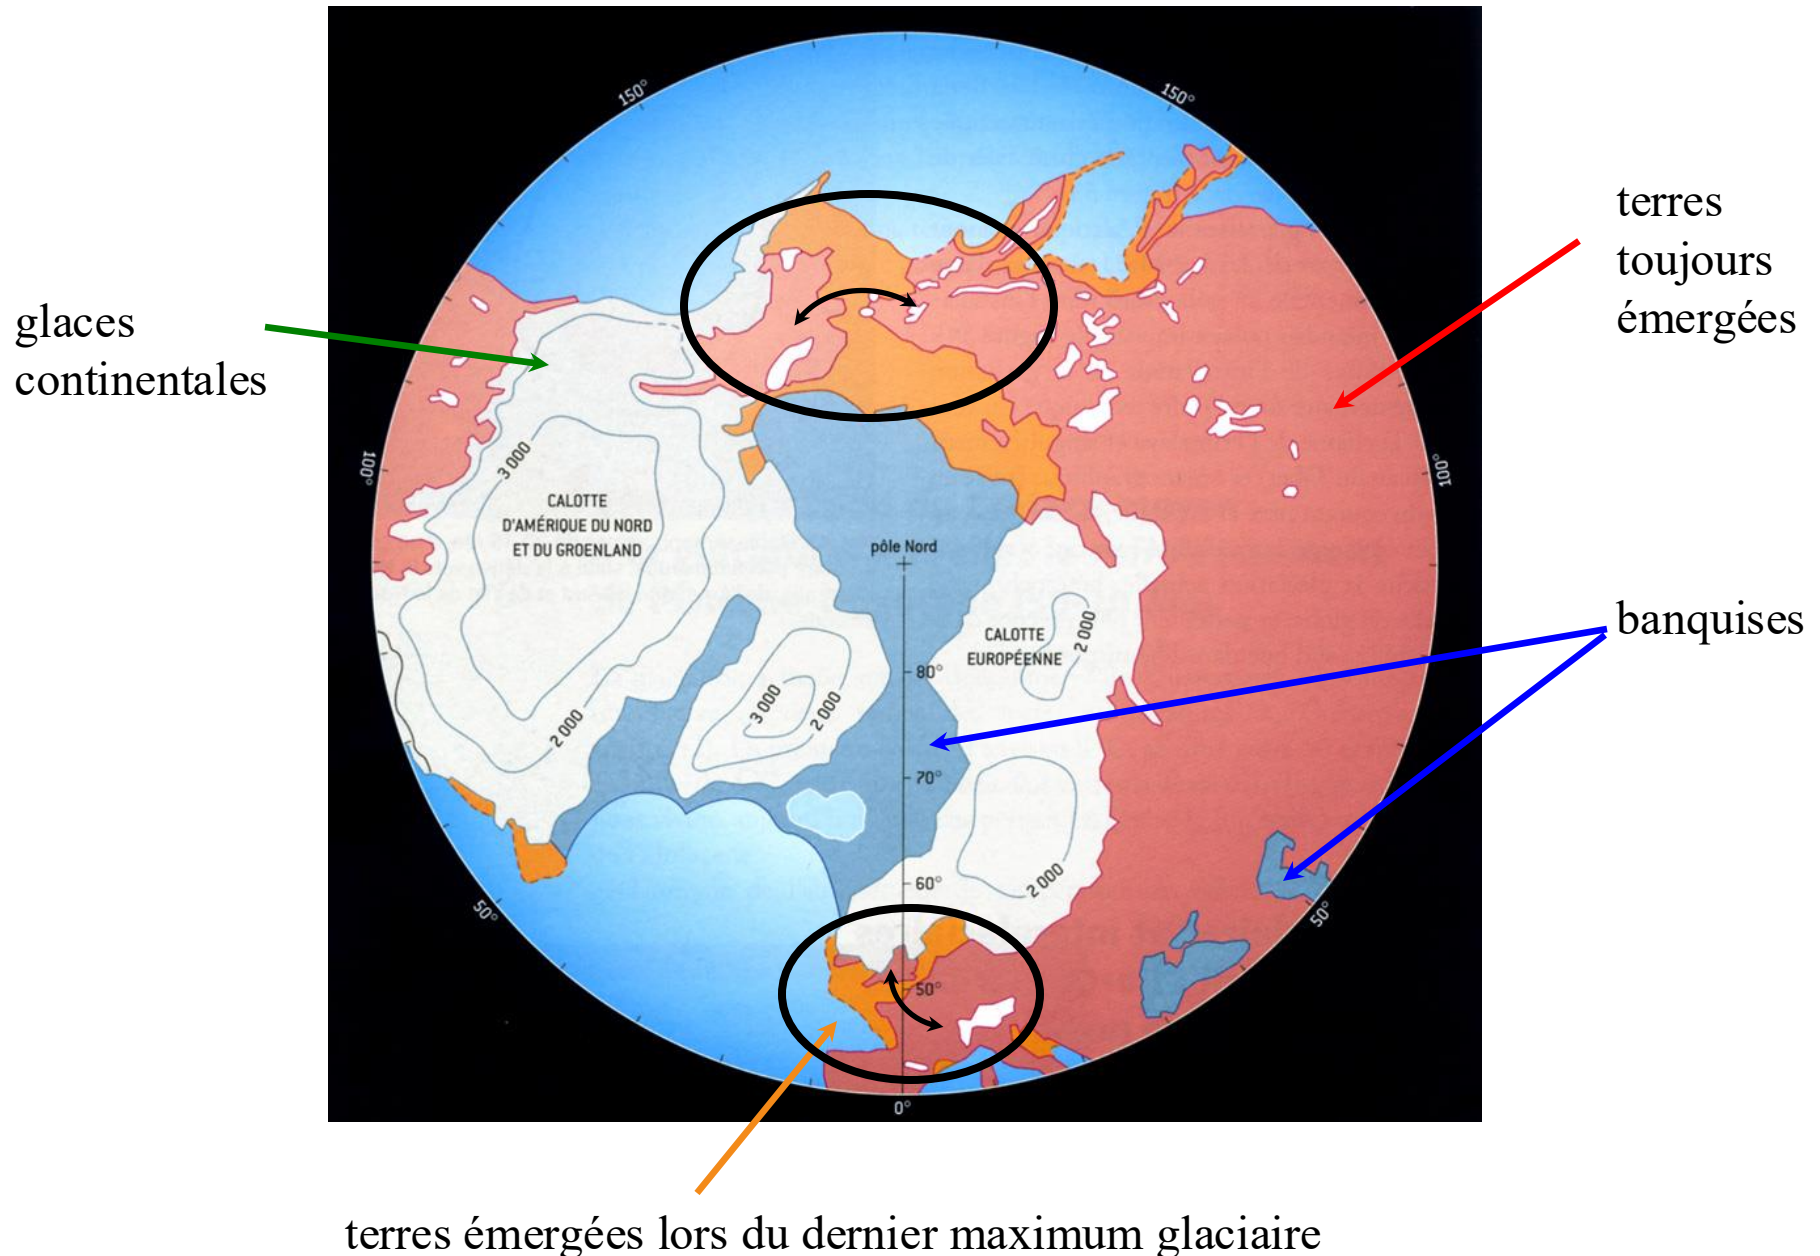 150°
150°
terres
toujours
émergées
glaces
continentales
100°
100°
3 000
CALOTTE
D'AMÉRIQUE DU NORD
ET DU GROENLAND
pôle Nord
2 000
CALOTTE
EUROPÉENNE
banquises
80°
3 000
2 000
2 000
70°
2 000
60°
50°
50°
50°
0°
terres émergées lors du dernier maximum glaciaire